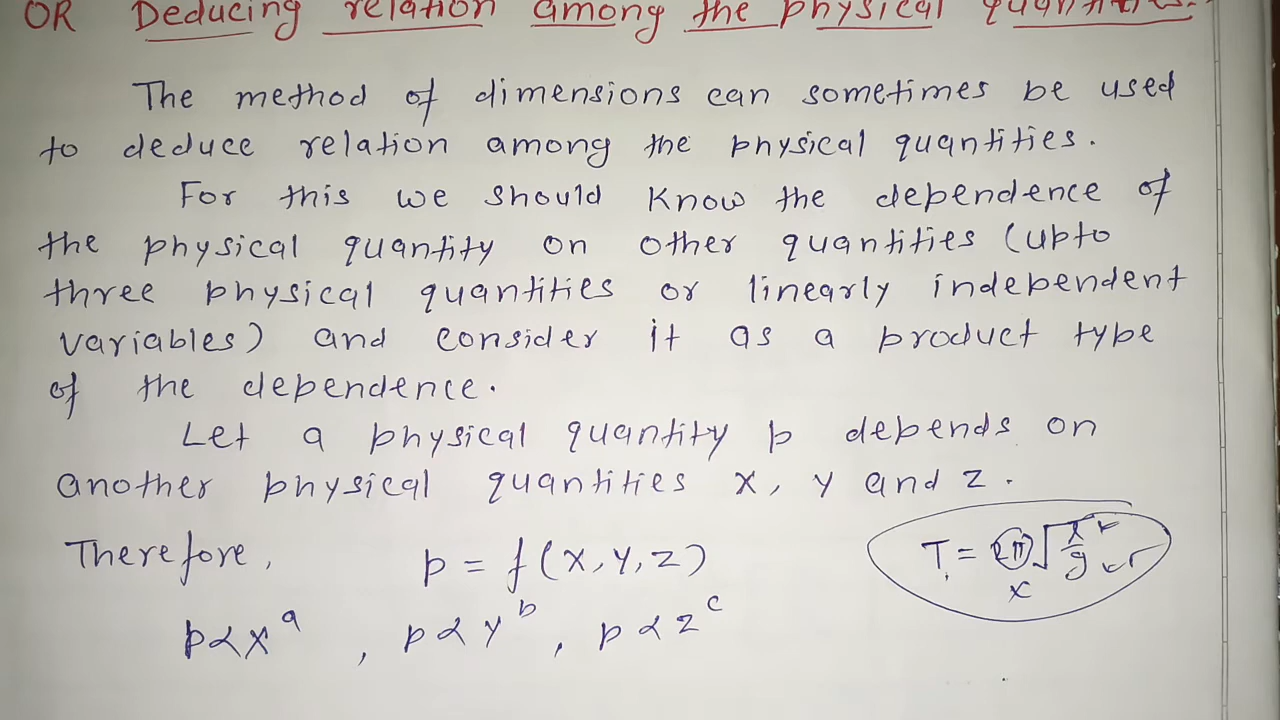 OR Deducing relation among the physical quantities.
The method of dimensions can sometimes be used
to deduce relation among the physical quantities.
For this we should know the dependence of
the physical quantity on other quantities (upto
three physical quantities or linearly independent
variables) and consider it as a product type
of the dependence.
Let a physical quantity p depends on
another physical quantities x, y and z.
Therefore, p = f(x,y,z)
T = 2π√l/g
x
p∝x^a, p∝y^b, p∝z^c